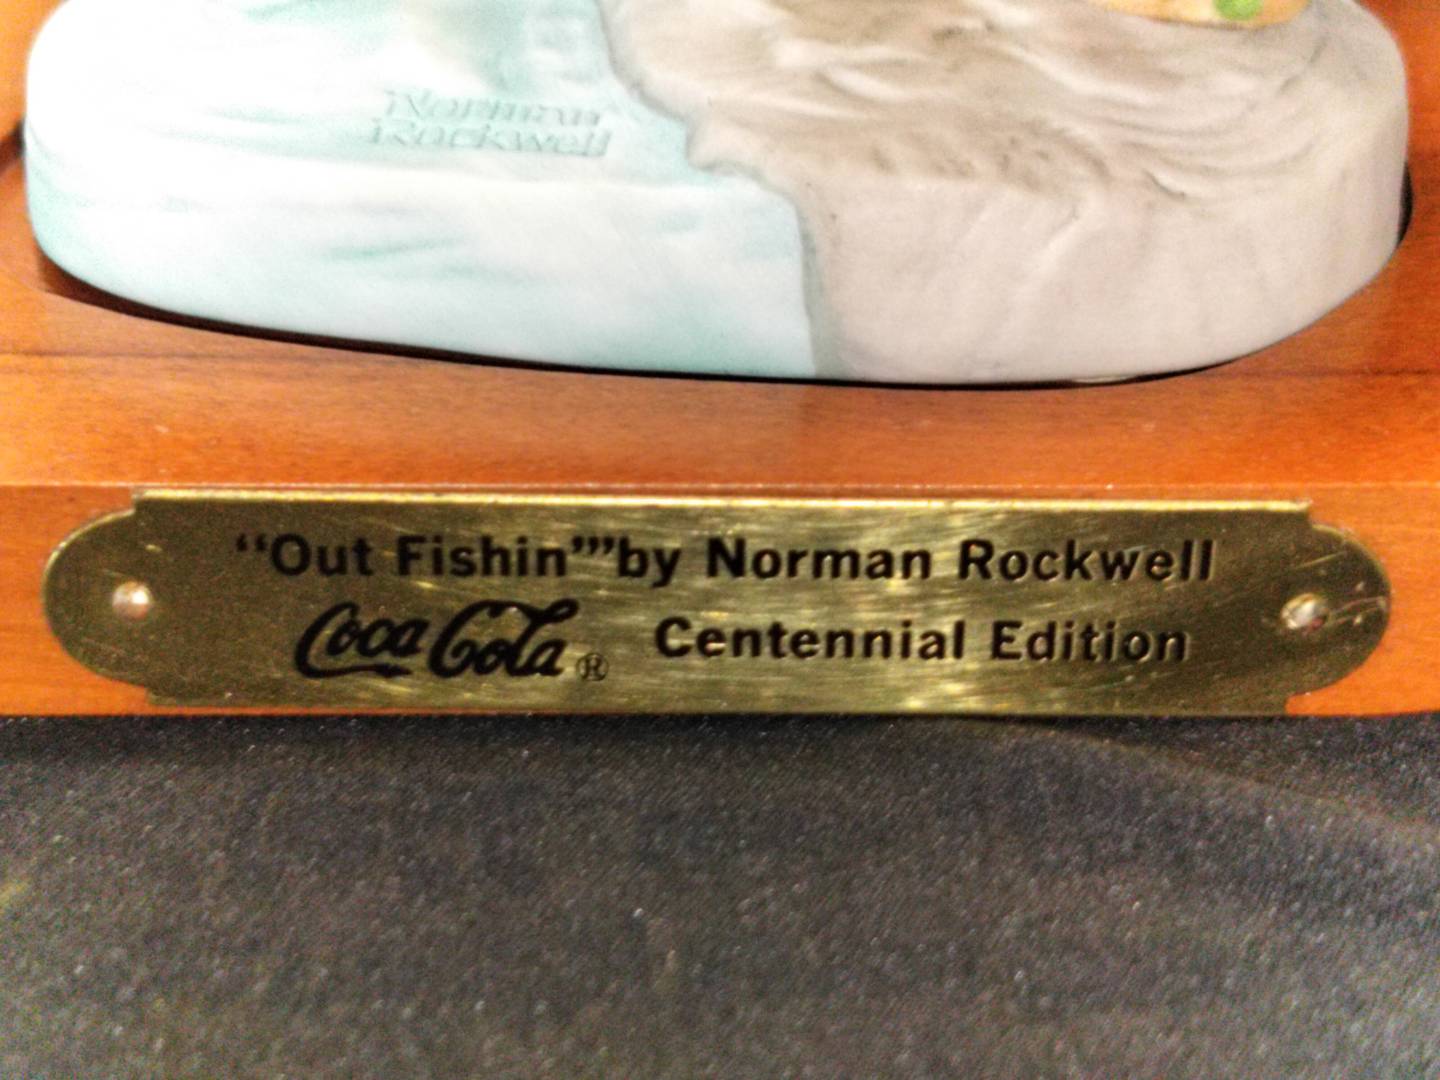 Norman
Rockwell
“Out Fishin’” by Norman Rockwell
Coca Cola ® Centennial Edition